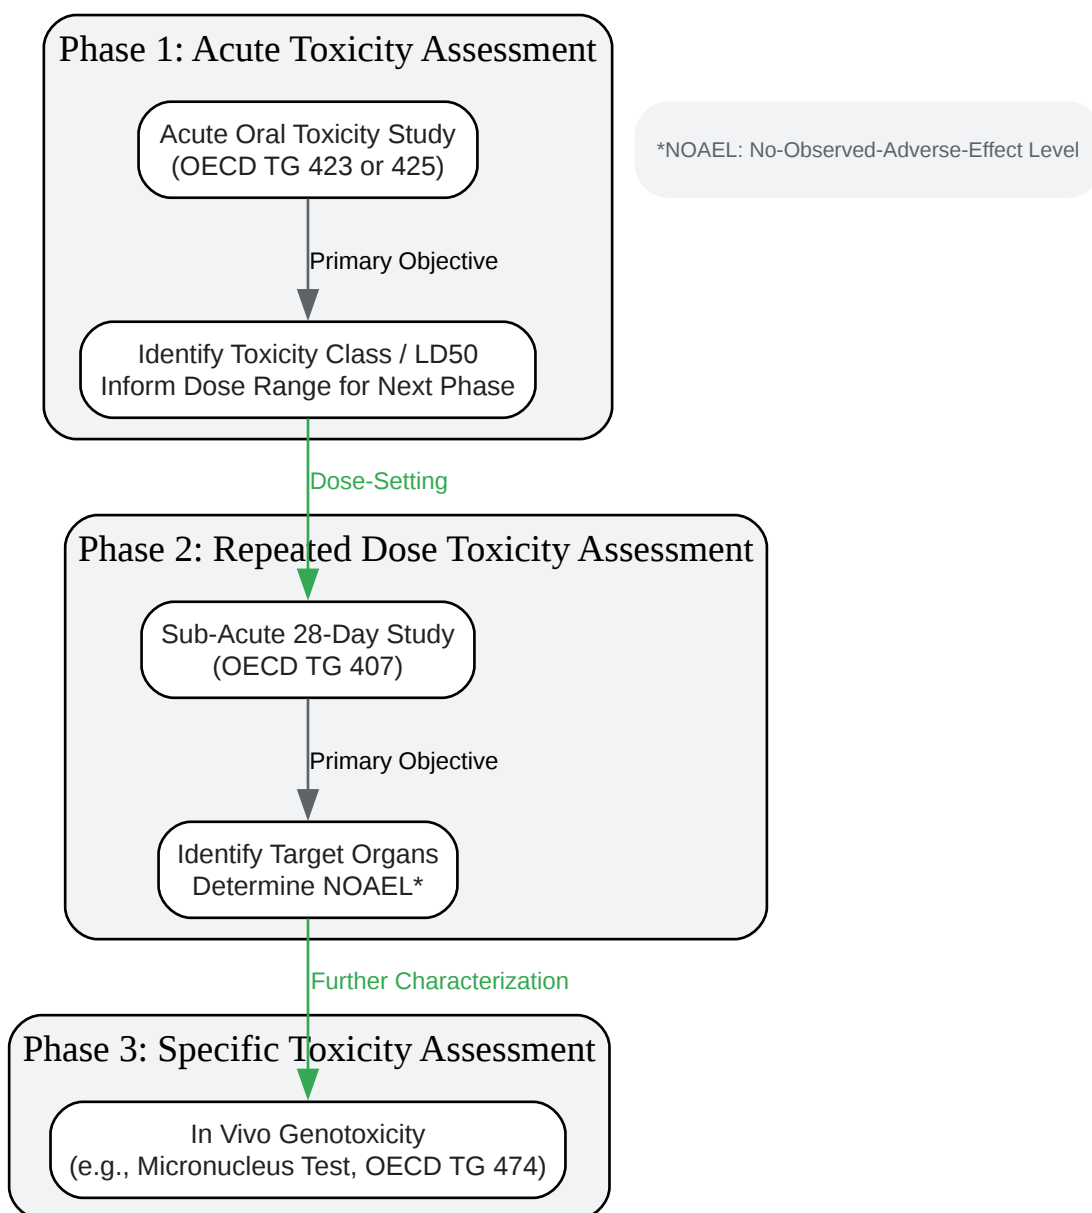 Phase 1: Acute Toxicity Assessment
Acute Oral Toxicity Study
(OECD TG 423 or 425)
*NOAEL: No-Observed-Adverse-Effect Level
Primary Objective
Identify Toxicity Class / LD50
Inform Dose Range for Next Phase
Dose-Setting
Phase 2: Repeated Dose Toxicity Assessment
Sub-Acute 28-Day Study
(OECD TG 407)
Primary Objective
Identify Target Organs
Determine NOAEL*
Further Characterization
Phase 3: Specific Toxicity Assessment
In Vivo Genotoxicity
(e.g., Micronucleus Test, OECD TG 474)